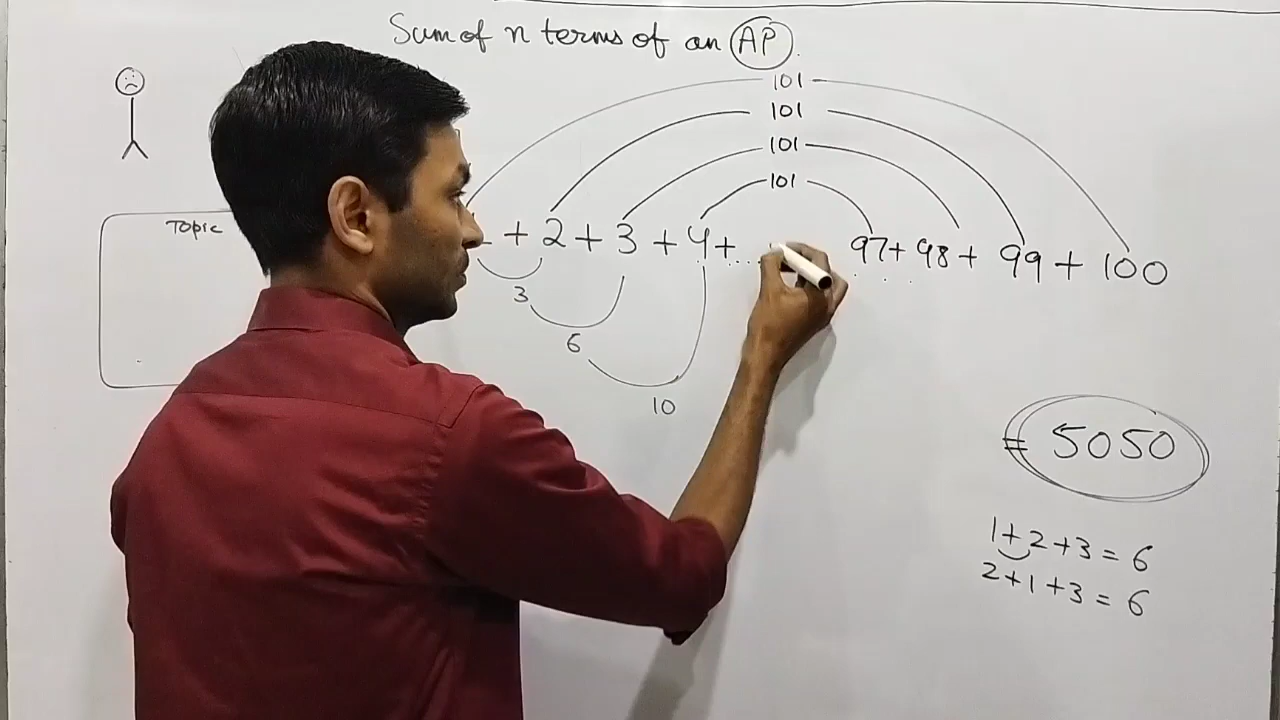 Sum of n terms of an AP.
101
101
101
101
Topic
+ 2 + 3 + 4 + ..... 97 + 98 + 99 + 100
3
6
10
= 5050
1 + 2 + 3 = 6
2 + 1 + 3 = 6